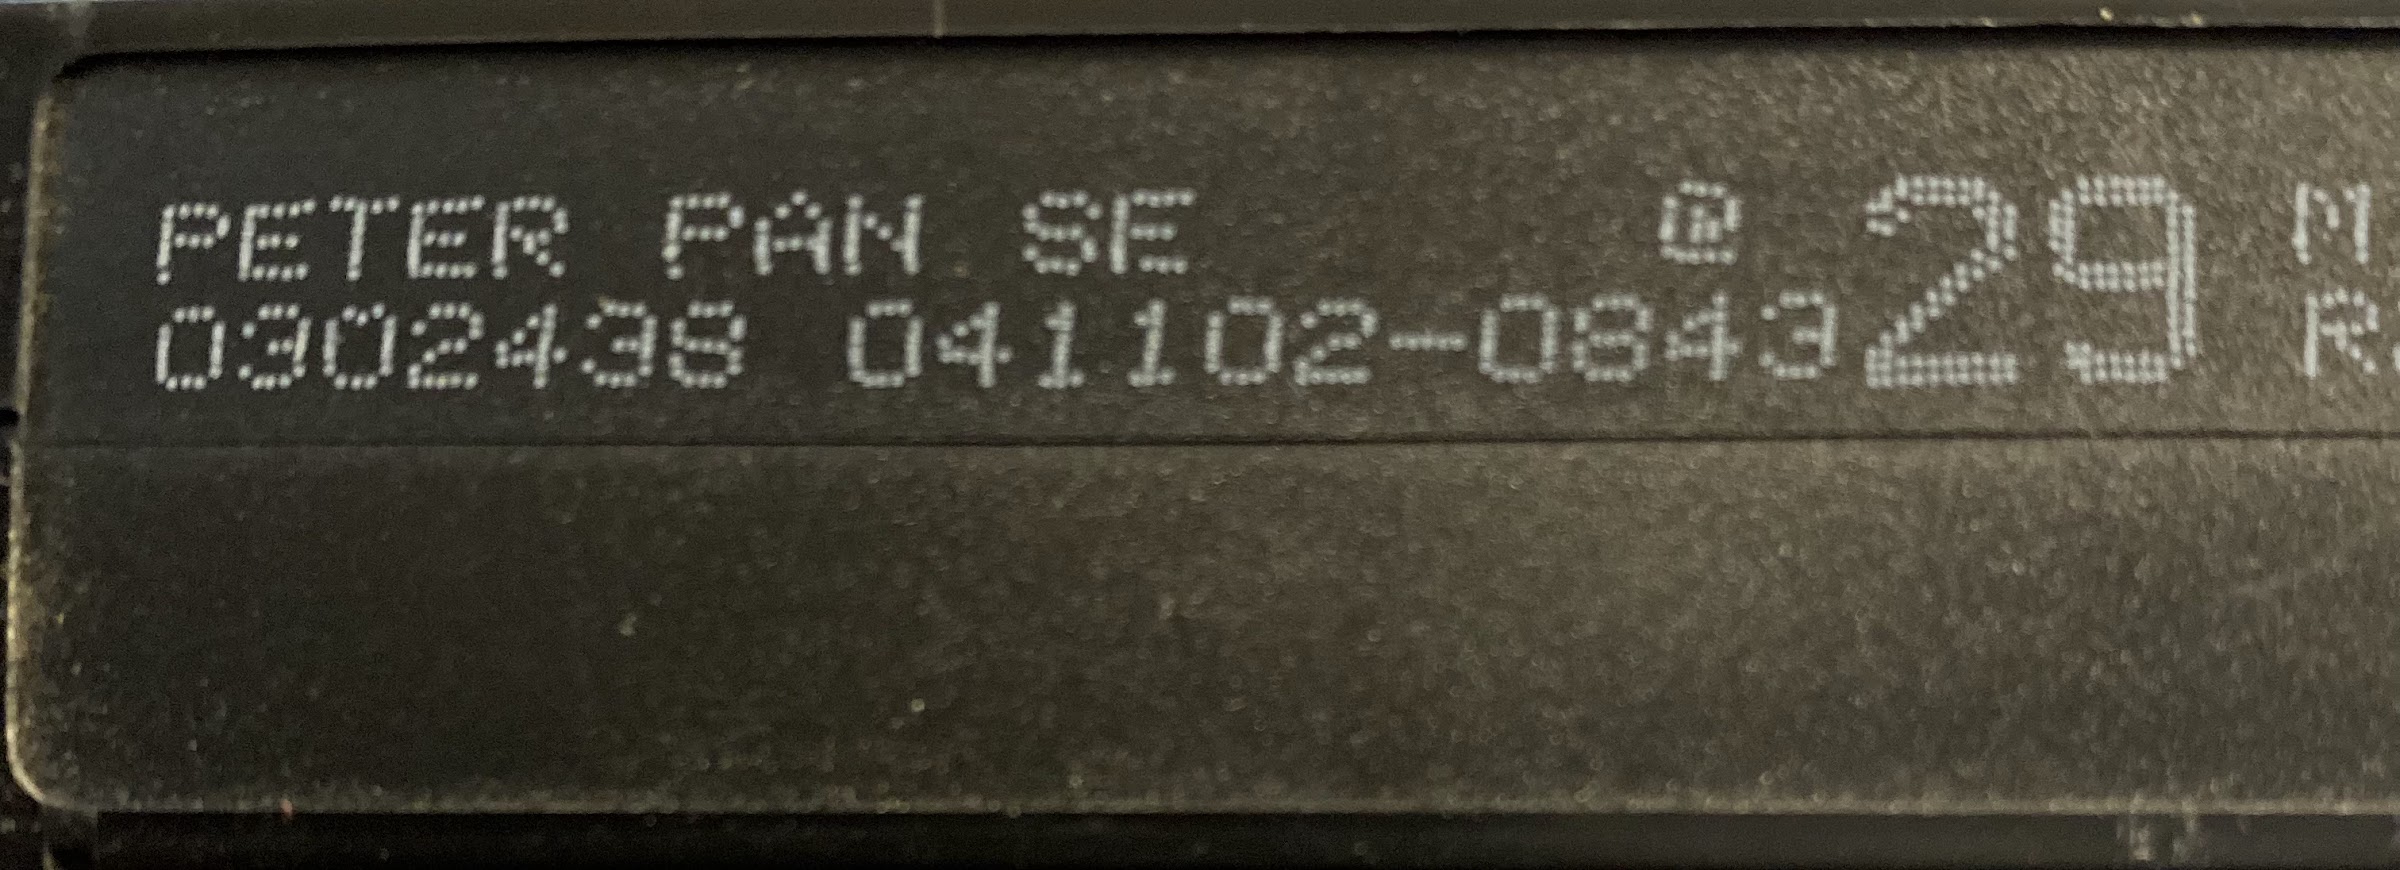 PETER PAN SE ® 29 M
0302438 041102-0843 R